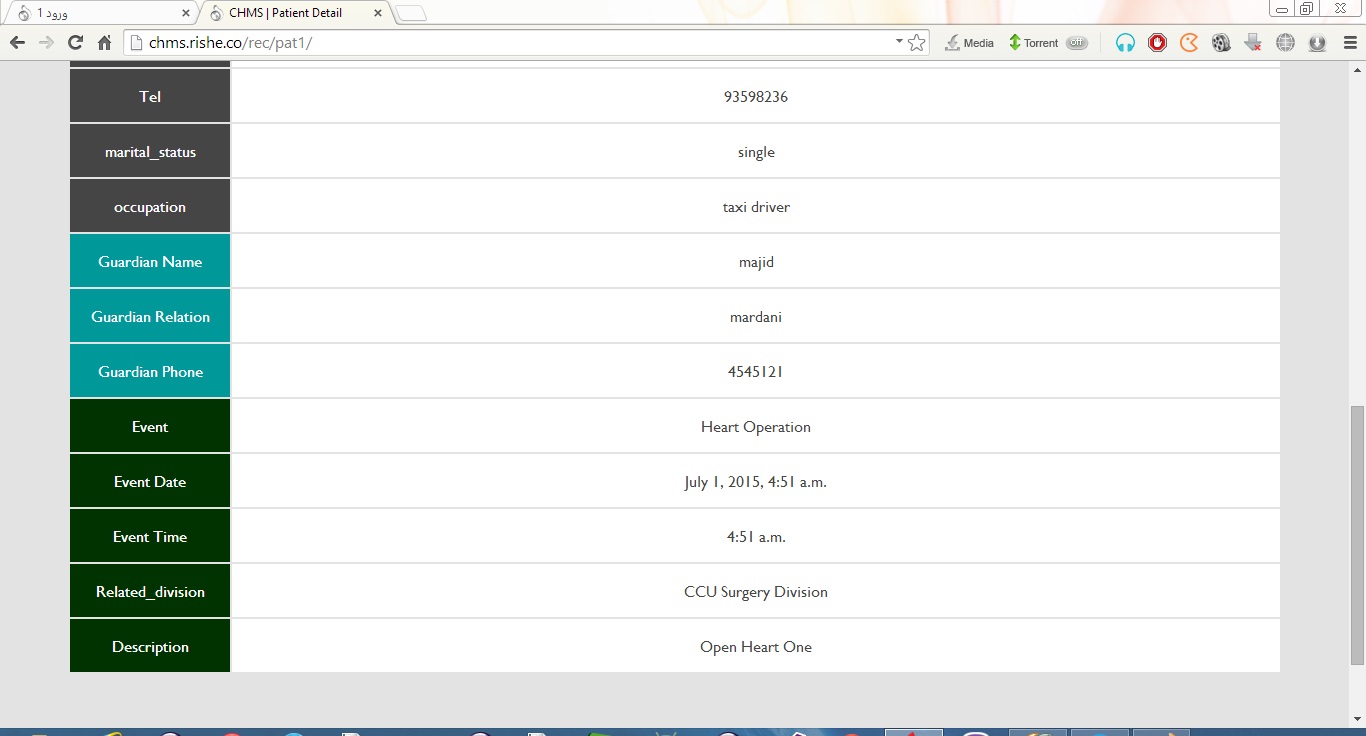 ورود 1
CHMS | Patient Detail
chms.rishe.co/rec/pat1/
Media
Torrent
off
Tel 93598236
marital_status single
occupation taxi driver
Guardian Name majid
Guardian Relation mardani
Guardian Phone 4545121
Event Heart Operation
Event Date July 1, 2015, 4:51 a.m.
Event Time 4:51 a.m.
Related_division CCU Surgery Division
Description Open Heart One